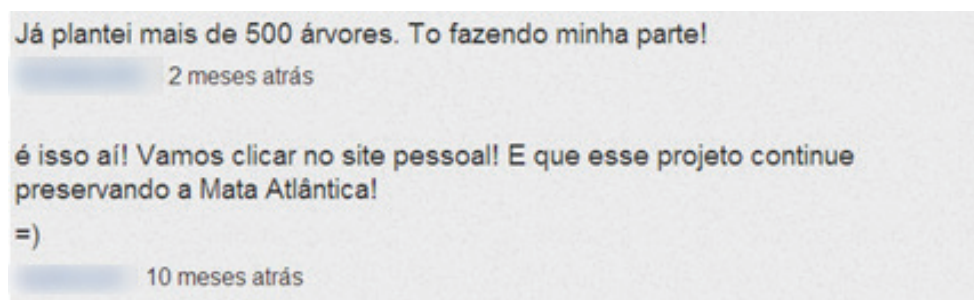 Já plantei mais de 500 árvores. To fazendo minha parte!
2 meses atrás
é isso aí! Vamos clicar no site pessoal! E que esse projeto continue
preservando a Mata Atlântica!
=)
10 meses atrás